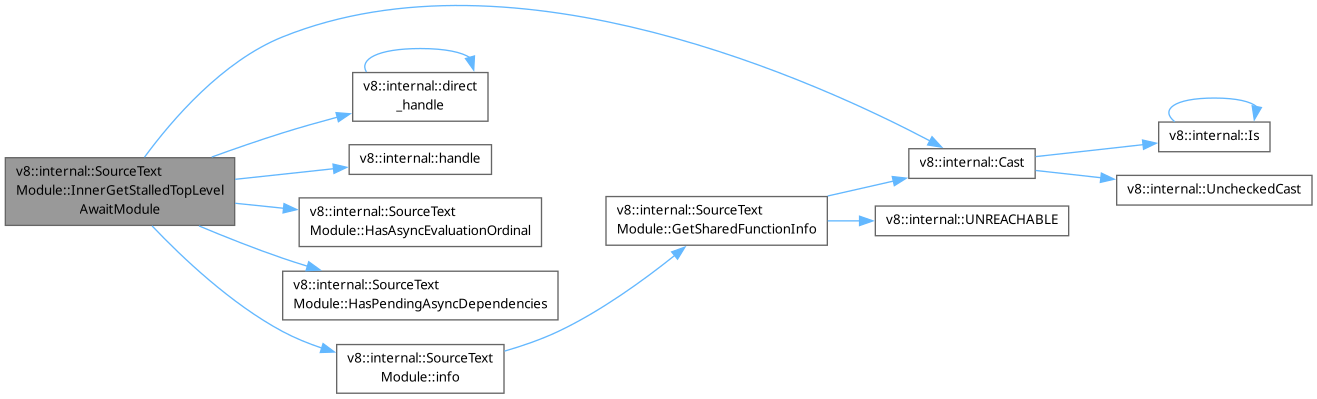 v8::internal::SourceText
Module::InnerGetStalledTopLevel
AwaitModule
v8::internal::direct
_handle
v8::internal::handle
v8::internal::SourceText
Module::HasAsyncEvaluationOrdinal
v8::internal::SourceText
Module::HasPendingAsyncDependencies
v8::internal::SourceText
Module::info
v8::internal::SourceText
Module::GetSharedFunctionInfo
v8::internal::Cast
v8::internal::UNREACHABLE
v8::internal::Is
v8::internal::UncheckedCast